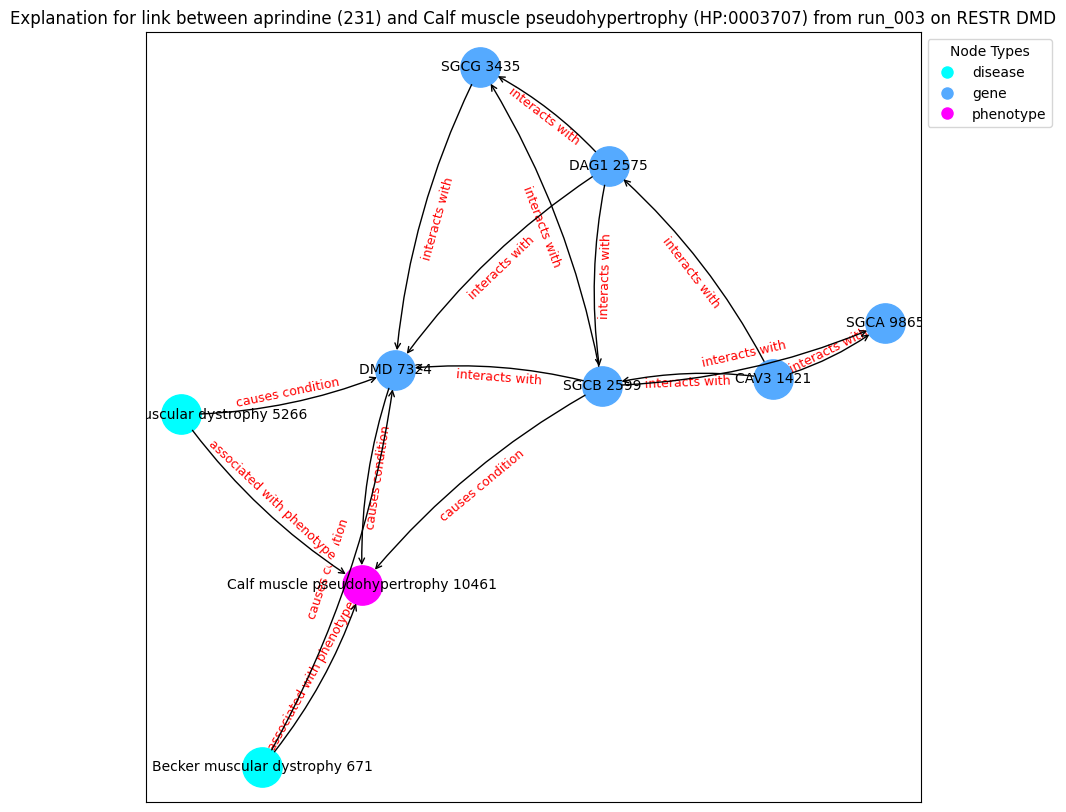 Explanation for link between aprindine (231) and Calf muscle pseudohypertrophy (HP:0003707) from run_003 on RESTR DMD
Node Types
disease
gene
phenotype
SGCG 3435
interacts with
DAG1 2575
interacts with
interacts with
interacts with
interacts with
interacts with
SGCA 9865
interacts with
interacts with
DMD 7324
interacts with
SGCB 2599
interacts with
CAV3 1421
causes condition
dystrophy 5266
associated with phenotype
causes condition
causes condition
causes
Calf muscle pseudohypertrophy 10461
associated with phenotype
Becker muscular dystrophy 671